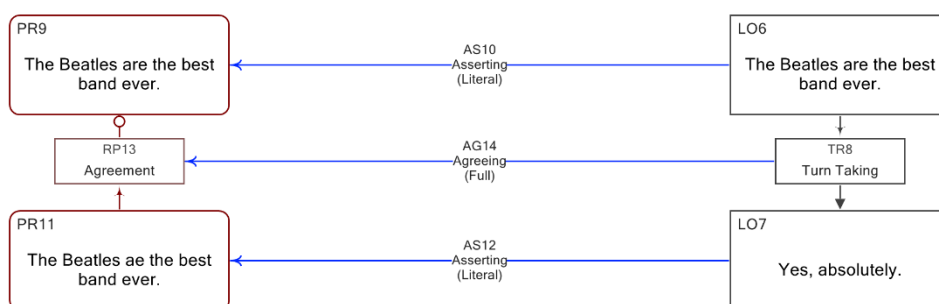 PR9
The Beatles are the best
band ever.
AS10
Asserting
(Literal)
LO6
The Beatles are the best
band ever.
RP13
Agreement
AG14
Agreeing
(Full)
TR8
Turn Taking
PR11
The Beatles ae the best
band ever.
AS12
Asserting
(Literal)
LO7
Yes, absolutely.